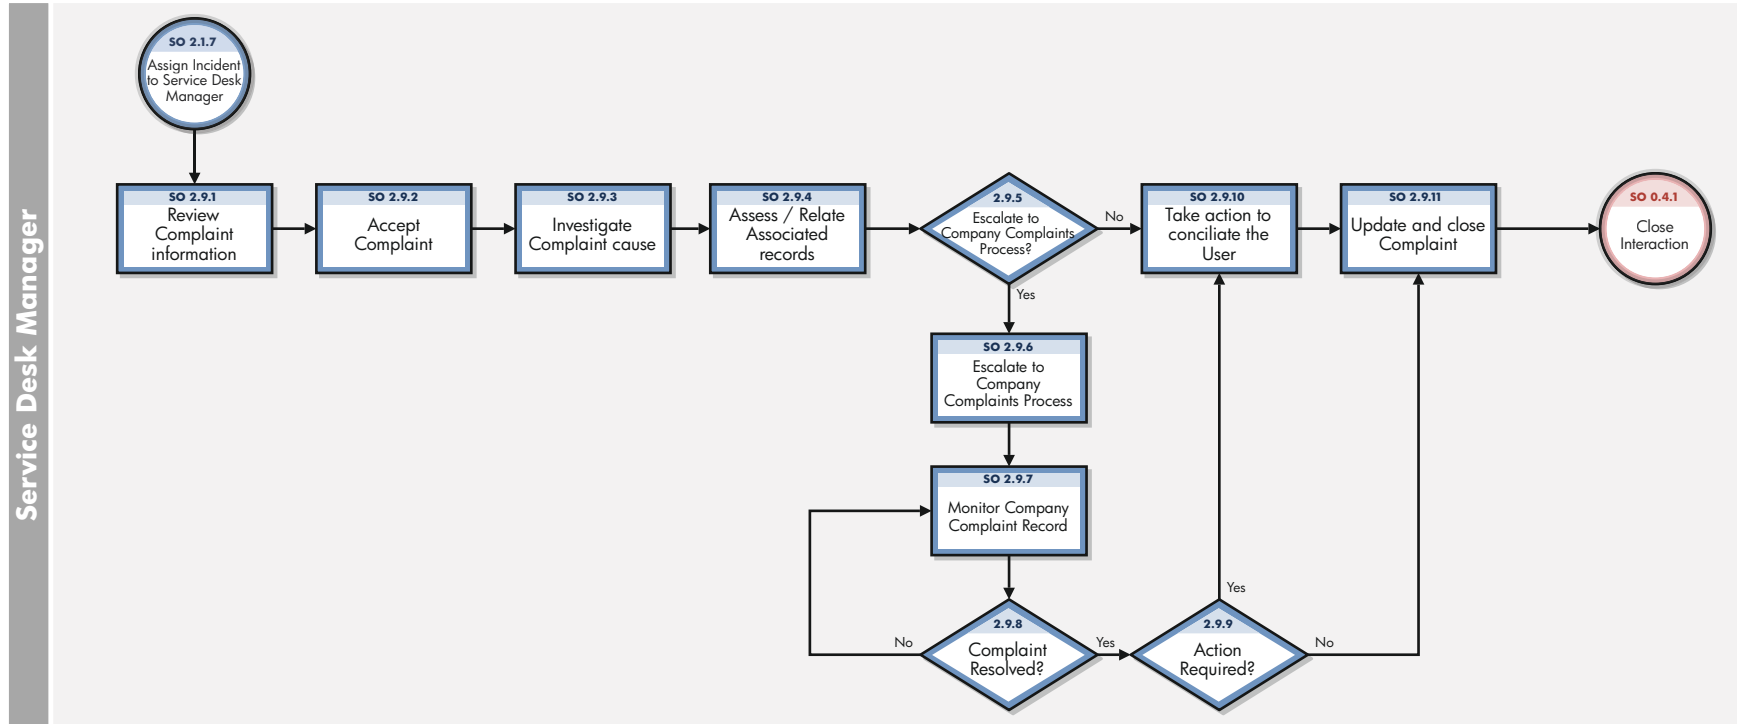 Service Desk Manager
SO 2.1.7
Assign Incident
to Service Desk
Manager
SO 2.9.1
Review
Complaint
information
SO 2.9.2
Accept
Complaint
SO 2.9.3
Investigate
Complaint cause
SO 2.9.4
Assess / Relate
Associated
records
2.9.5
Escalate to
Company Complaints
Process?
No
Yes
SO 2.9.10
Take action to
conciliate the
User
SO 2.9.11
Update and close
Complaint
SO 0.4.1
Close
Interaction
SO 2.9.6
Escalate to
Company
Complaints Process
SO 2.9.7
Monitor Company
Complaint Record
2.9.8
Complaint
Resolved?
No
Yes
2.9.9
Action
Required?
Yes
No